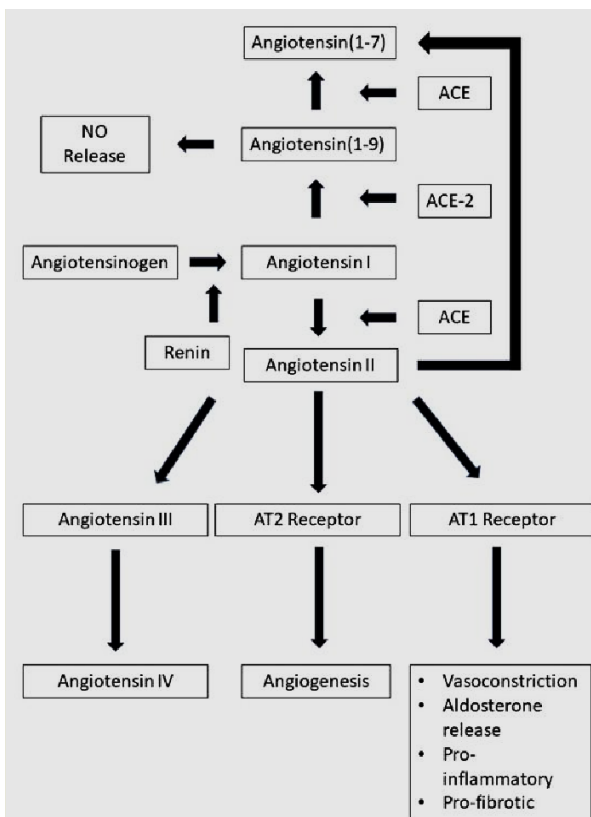 Angiotensin(1-7)
ACE
NO
Release
Angiotensin(1-9)
ACE-2
Angiotensinogen
Angiotensin I
ACE
Renin
Angiotensin II
Angiotensin III
AT2 Receptor
AT1 Receptor
Angiotensin IV
Angiogenesis
• Vasoconstriction
• Aldosterone
release
• Pro-
inflammatory
• Pro-fibrotic